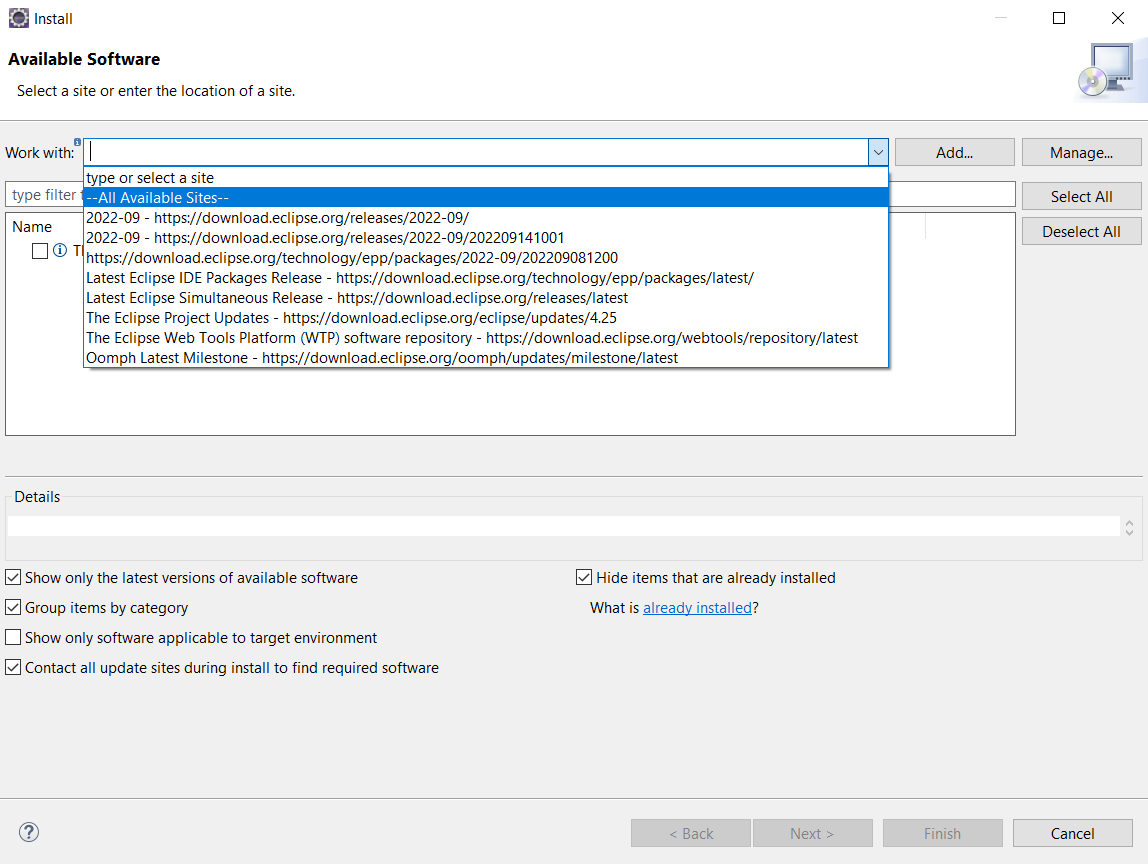 Install
Available Software
Select a site or enter the location of a site.
Work with:
Add...
Manage...
type or select a site
--All Available Sites--
2022-09 - https://download.eclipse.org/releases/2022-09/
2022-09 - https://download.eclipse.org/releases/2022-09/202209141001
https://download.eclipse.org/technology/epp/packages/2022-09/202209081200
Latest Eclipse IDE Packages Release - https://download.eclipse.org/technology/epp/packages/latest/
Latest Eclipse Simultaneous Release - https://download.eclipse.org/releases/latest
The Eclipse Project Updates - https://download.eclipse.org/eclipse/updates/4.25
The Eclipse Web Tools Platform (WTP) software repository - https://download.eclipse.org/webtools/repository/latest
Oomph Latest Milestone - https://download.eclipse.org/oomph/updates/milestone/latest
type filter
Select All
Name
Deselect All
Details
Show only the latest versions of available software
Hide items that are already installed
Group items by category
What is already installed?
Show only software applicable to target environment
Contact all update sites during install to find required software
?
< Back
Next >
Finish
Cancel